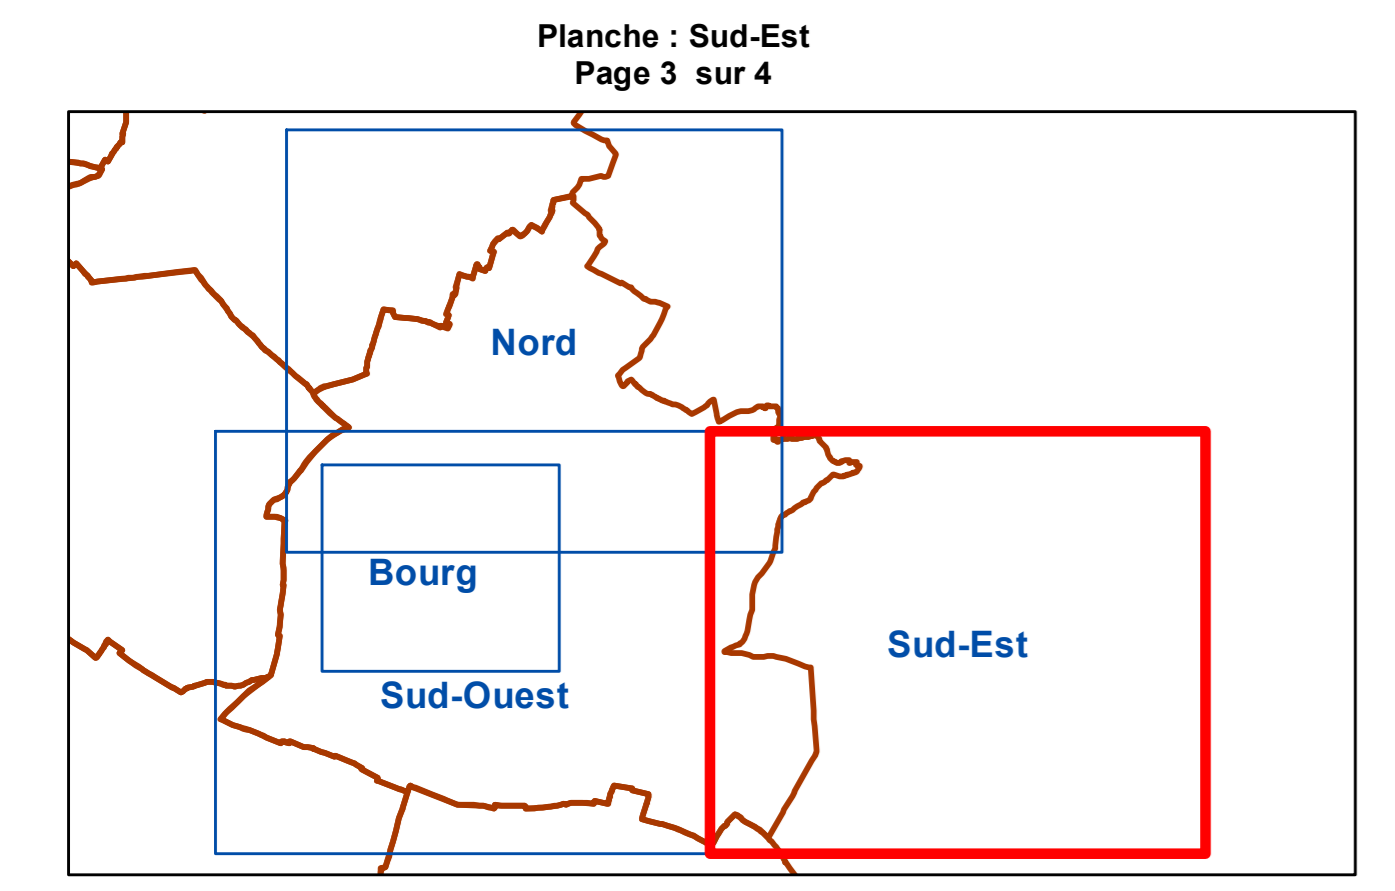 Planche : Sud-Est
Page 3 sur 4
Nord
Bourg
Sud-Est
Sud-Ouest